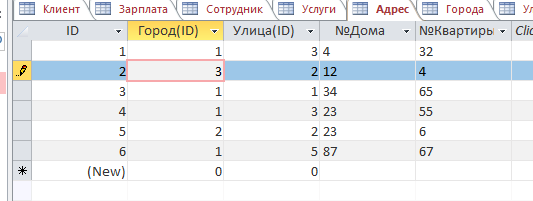 Клиент Зарплата Сотрудник Услуги Адрес Города Ул
ID Город(ID) Улица(ID) №Дома №Квартиры Clic
1 1 3 4 32
2 3 2 12 4
3 1 1 34 65
4 1 3 23 55
5 2 2 23 6
6 1 5 87 67
(New) 0 0